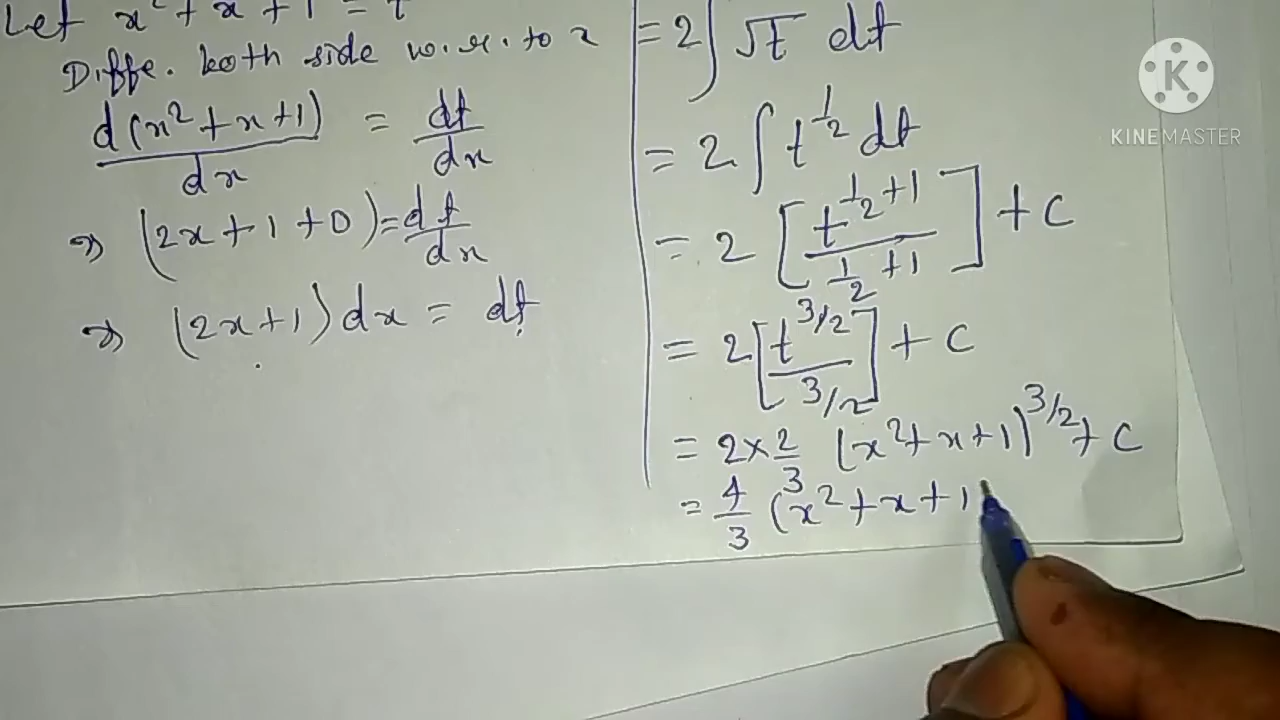 Let x² + x + 1 = t
Diffe. both side w.r. to x
d(x² + x + 1)/dx = dt/dx
⇒ (2x + 1 + 0) = dt/dx
⇒ (2x + 1) dx = dt
= 2∫√t dt
= 2∫t^(1/2) dt
= 2[t^(1/2 + 1)/(1/2 + 1)] + c
= 2[t^(3/2)/(3/2)] + c
= 2 × 2/3 (x² + x + 1)^(3/2) + c
= 4/3 (x² + x + 1
K
KINEMASTER